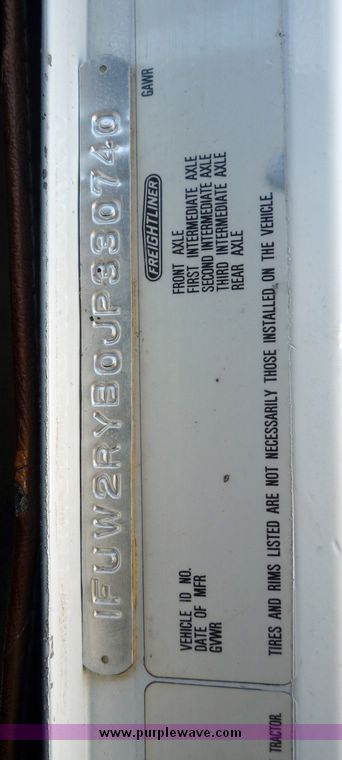 1FUW2RYB0JP330740
GAWR
FREIGHTLINER
FRONT AXLE
FIRST INTERMEDIATE AXLE
SECOND INTERMEDIATE AXLE
THIRD INTERMEDIATE AXLE
REAR AXLE
VEHICLE ID NO.
DATE OF MFR
GVWR
TIRES AND RIMS LISTED ARE NOT NECESSARILY THOSE INSTALLED ON THE VEHICLE.
TRACTOR.
www.purplewave.com